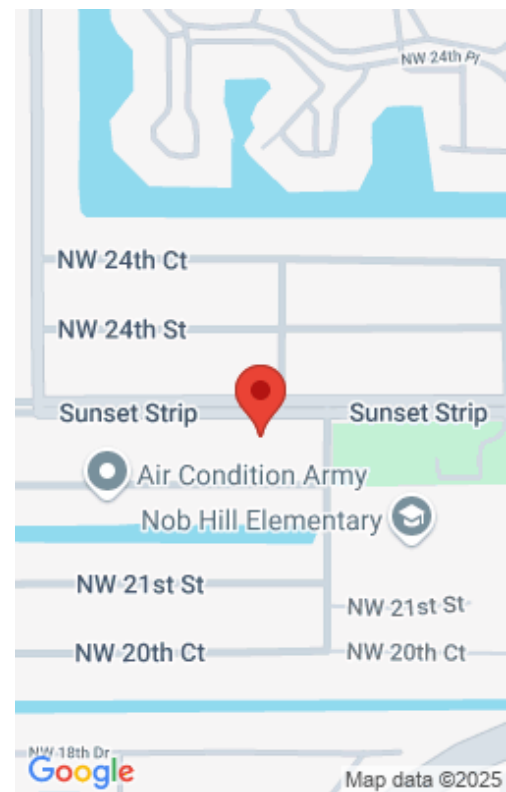 NW 24th Pl
NW 24th Ct
NW 24th St
Sunset Strip
Sunset Strip
Air Condition Army
Nob Hill Elementary
NW 21st St
NW 21st St
NW 20th Ct
NW 20th Ct
NW 18th Dr
Google
Map data ©2025